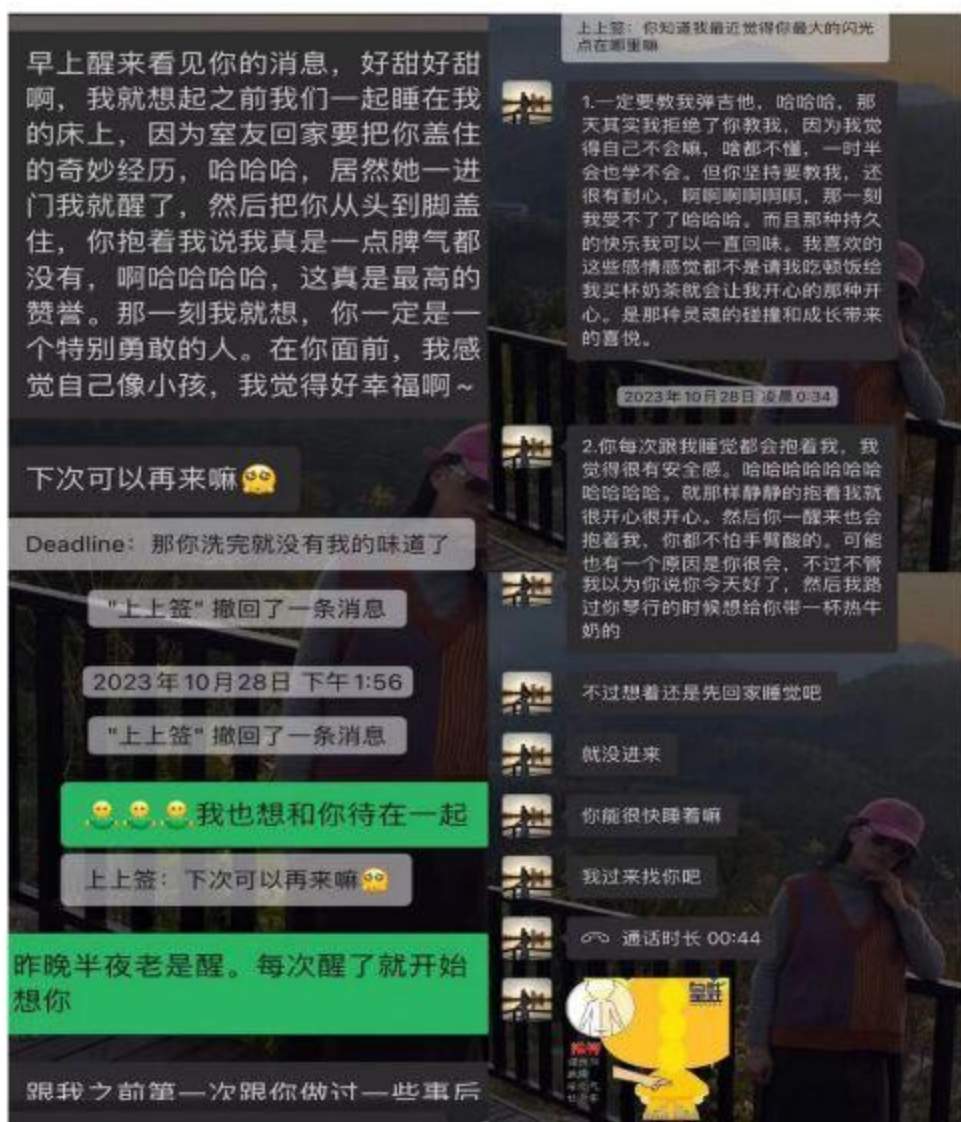 早上醒来看见你的消息，好甜好甜
啊，我就想起之前我们一起睡在我
的床上，因为室友回家要把你盖住
的奇妙经历，哈哈哈，居然她一进
门我就醒了，然后把你从头到脚盖
住，你抱着我说我真是一点脾气都
没有，啊哈哈哈哈，这真是最高的
赞誉。那一刻我就想，你一定是一
个特别勇敢的人。在你面前，我感
觉自己像小孩，我觉得好幸福啊～
下次可以再来嘛🥺
Deadline：那你洗完就没有我的味道了
"上上签" 撤回了一条消息
2023年10月28日 下午1:56
"上上签" 撤回了一条消息
我也想和你待在一起
上上签：下次可以再来嘛🥺
昨晚半夜老是醒。每次醒了就开始
想你
跟我之前第一次跟你做过一些事后
上上签：你知道我最近觉得你最大的闪光
点在哪里嘛
1.一定要教我弹吉他，哈哈哈，那
天其实我拒绝了你教我，因为我觉
得自己不会嘛，啥都不懂，一时半
会也学不会。但你坚持要教我，还
很有耐心，啊啊啊啊啊啊，那一刻
我受不了了哈哈哈。而且那种持久
的快乐我可以一直回味。我喜欢的
这些感情感觉都不是请我吃顿饭给
我买杯奶茶就会让我开心的那种开
心。是那种灵魂的碰撞和成长带来
的喜悦。
2023年10月28日 凌晨0:34
2.你每次跟我睡觉都会抱着我，我
觉得很有安全感。哈哈哈哈哈哈哈
哈哈哈哈。就那样静静的抱着我就
很开心很开心。然后你一醒来也会
抱着我，你都不怕手臂酸的。可能
也有一个原因是你很会，不过不管
我以为你说你今天好了，然后我路
过你琴行的时候想给你带一杯热牛
奶的
不过想着还是先回家睡觉吧
就没进来
你能很快睡着嘛
我过来找你吧
通话时长 00:44